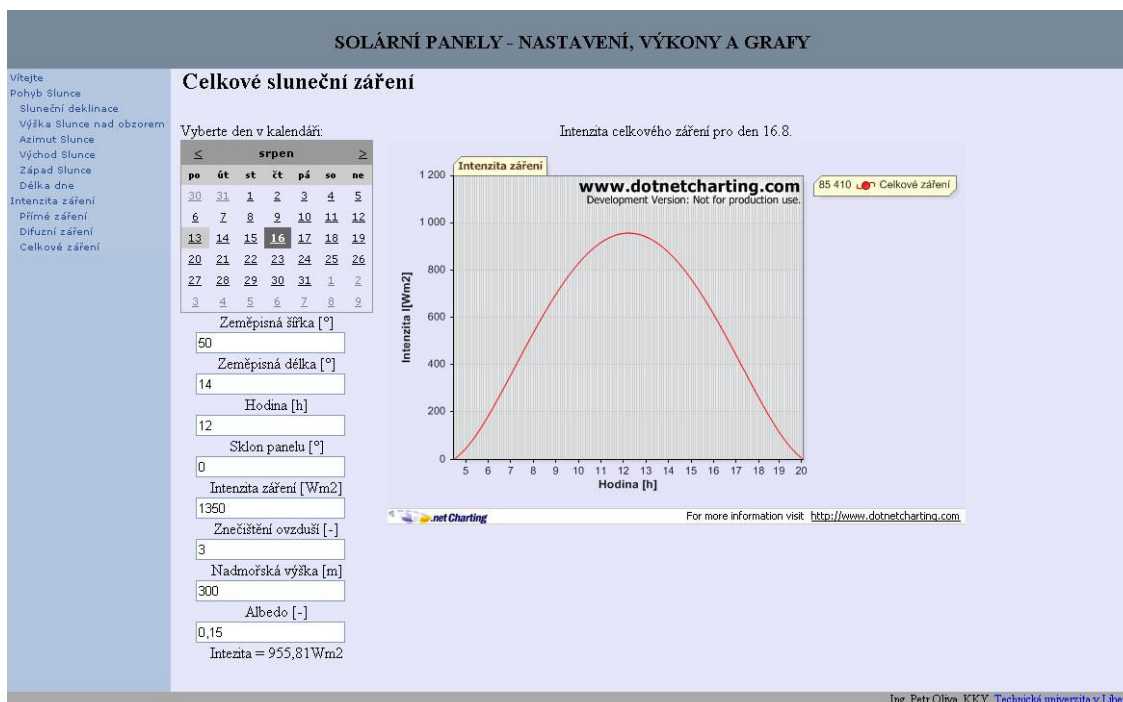 SOLÁRNÍ PANELY - NASTAVENÍ, VÝKONY A GRAFY
Vítejte
Pohyb Slunce
Sluneční deklinace
Výška Slunce nad obzorem
Azimut Slunce
Východ Slunce
Západ Slunce
Délka dne
Intenzita záření
Přímé záření
Difuzní záření
Celkové záření
Celkové sluneční záření
Vyberte den v kalendáři:
< srpen >
po út st čt pá so ne
30 31 1 2 3 4 5
6 7 8 9 10 11 12
13 14 15 16 17 18 19
20 21 22 23 24 25 26
27 28 29 30 31 1 2
3 4 5 6 7 8 9
Zeměpisná šířka [°]
50
Zeměpisná délka [°]
14
Hodina [h]
12
Sklon panelu [°]
0
Intenzita záření [Wm2]
1350
Znečištění ovzduší [-]
3
Nadmořská výška [m]
300
Albedo [-]
0,15
Intezita = 955,81Wm2
Intenzita celkového záření pro den 16.8.
Intenzita záření
www.dotnetcharting.com
Development Version: Not for production use.
85 410 Celkové záření
1 200
1 000
800
600
400
200
0
Intenzita I[Wm2]
5 6 7 8 9 10 11 12 13 14 15 16 17 18 19 20
Hodina [h]
.net Charting
For more information visit http://www.dotnetcharting.com
Ing. Petr Oliva, KKY, Technická univerzita v Libe